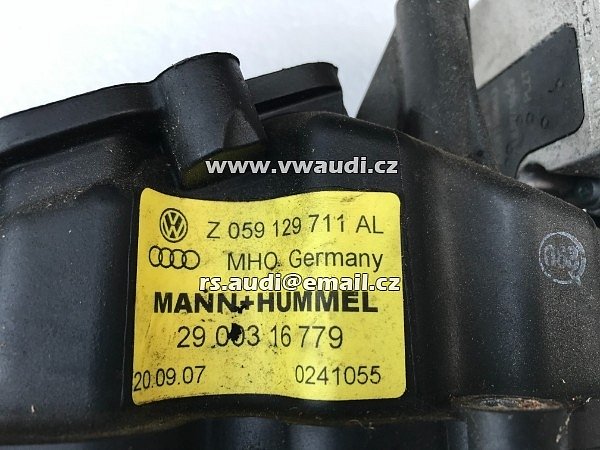 www.vwaudi.cz
Z 059 129 711 AL
MHO Germany
rs.audi@email.cz
MANN+HUMMEL
29 003 16 779
20.09.07 0241055